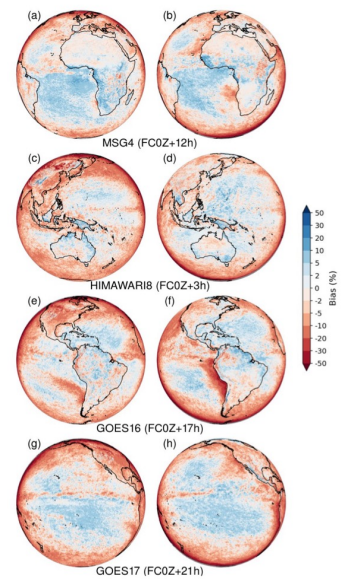 (a)
(b)
MSG4 (FC0Z+12h)
(c)
(d)
HIMAWARI8 (FC0Z+3h)
50
30
20
10
5
2
0
-2
-5
-10
-20
-30
-50
Bias (%)
(e)
(f)
GOES16 (FC0Z+17h)
(g)
(h)
GOES17 (FC0Z+21h)